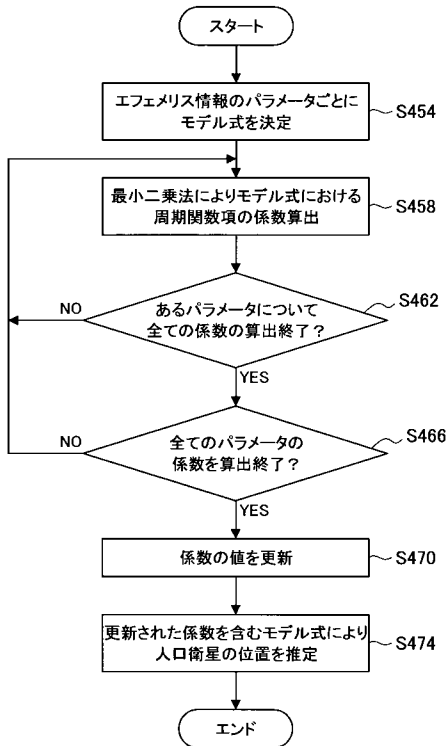 スタート
エフェメリス情報のパラメータごとに
モデル式を決定
S454
最小二乗法によりモデル式における
周期関数項の係数算出
S458
あるパラメータについて
全ての係数の算出終了？
S462
NO
YES
全てのパラメータの
係数を算出終了？
S466
NO
YES
係数の値を更新
S470
更新された係数を含むモデル式により
人口衛星の位置を推定
S474
エンド